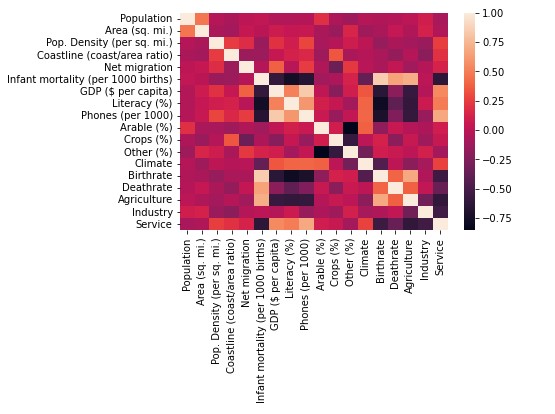 Population
Area (sq. mi.)
Pop. Density (per sq. mi.)
Coastline (coast/area ratio)
Net migration
Infant mortality (per 1000 births)
GDP ($ per capita)
Literacy (%)
Phones (per 1000)
Arable (%)
Crops (%)
Other (%)
Climate
Birthrate
Deathrate
Agriculture
Industry
Service
Population
Area (sq. mi.)
Pop. Density (per sq. mi.)
Coastline (coast/area ratio)
Net migration
Infant mortality (per 1000 births)
GDP ($ per capita)
Literacy (%)
Phones (per 1000)
Arable (%)
Crops (%)
Other (%)
Climate
Birthrate
Deathrate
Agriculture
Industry
Service
1.00
0.75
0.50
0.25
0.00
−0.25
−0.50
−0.75